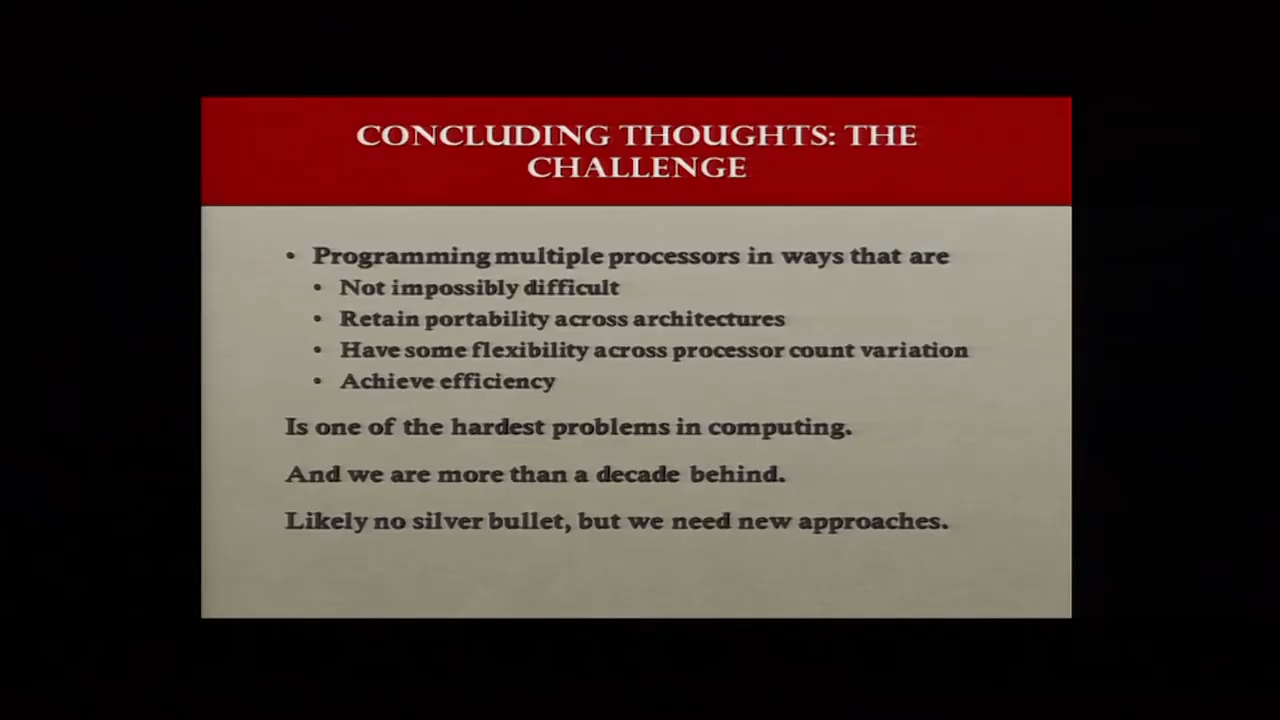 CONCLUDING THOUGHTS: THE
CHALLENGE
• Programming multiple processors in ways that are
• Not impossibly difficult
• Retain portability across architectures
• Have some flexibility across processor count variation
• Achieve efficiency
Is one of the hardest problems in computing.
And we are more than a decade behind.
Likely no silver bullet, but we need new approaches.